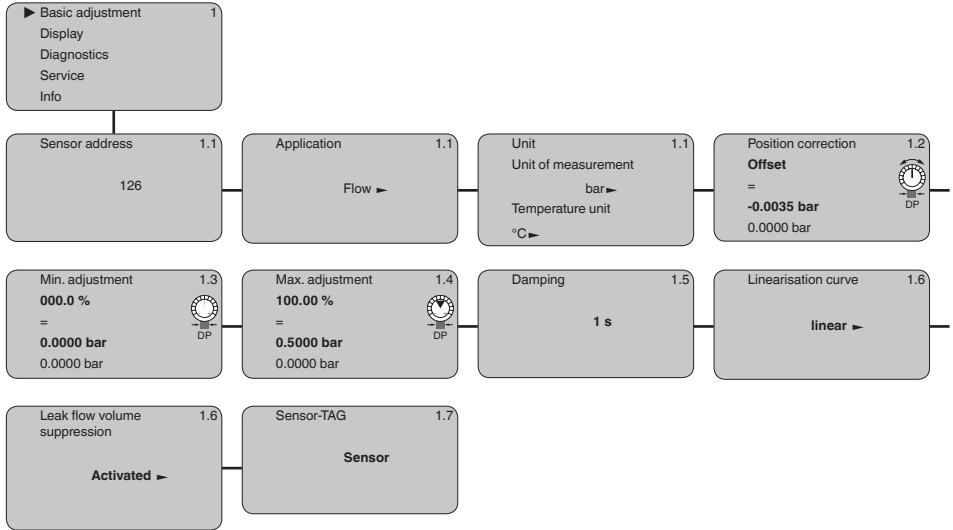 ▶ Basic adjustment 1
Display
Diagnostics
Service
Info
Sensor address 1.1
126
Application 1.1
Flow ►
Unit 1.1
Unit of measurement
bar►
Temperature unit
°C►
Position correction 1.2
Offset
=
-0.0035 bar
0.0000 bar
DP
Min. adjustment 1.3
000.0 %
=
0.0000 bar
0.0000 bar
DP
Max. adjustment 1.4
100.00 %
=
0.5000 bar
0.0000 bar
DP
Damping 1.5
1 s
Linearisation curve 1.6
linear ►
Leak flow volume 1.6
suppression
Activated ►
Sensor-TAG 1.7
Sensor